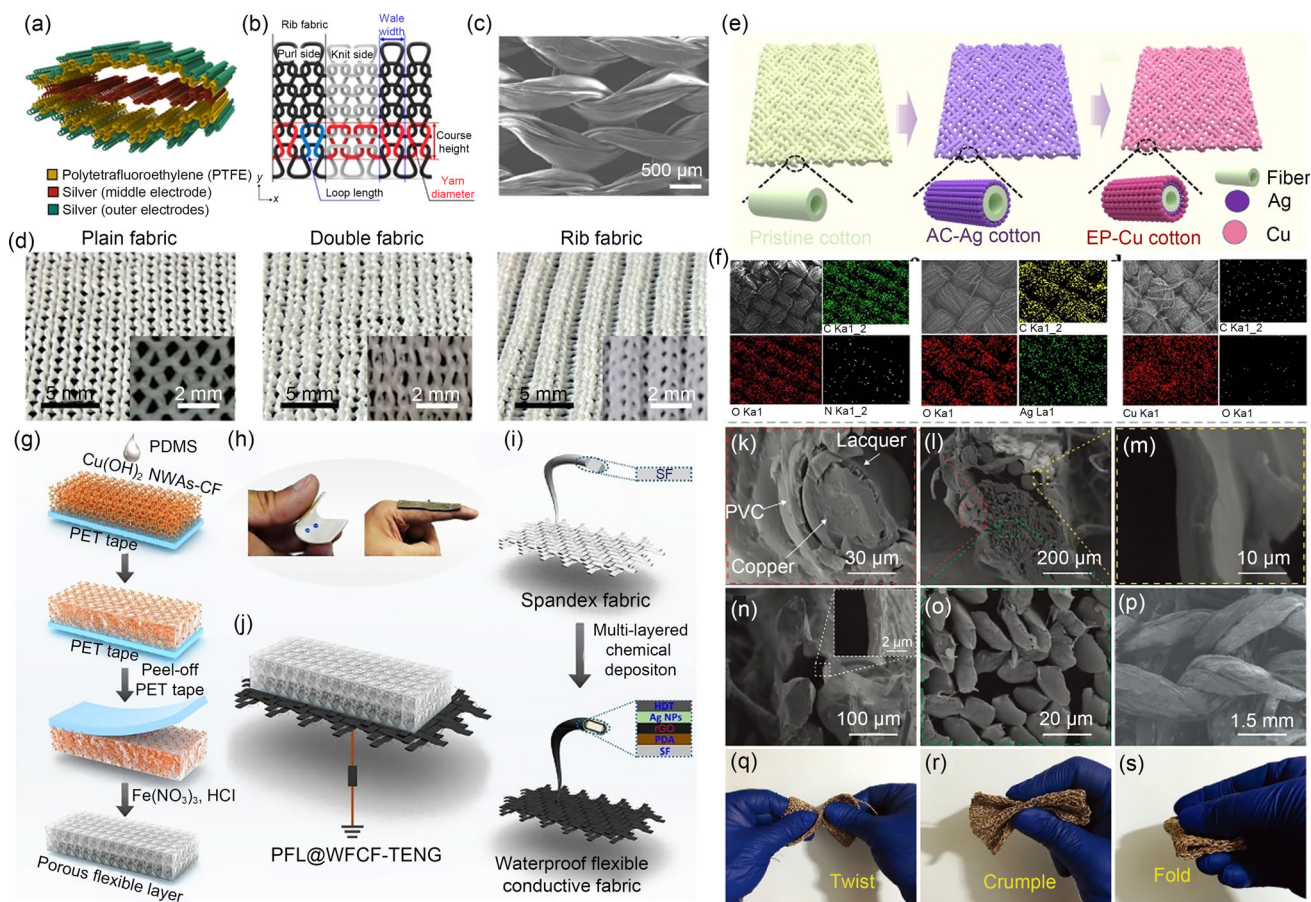 (a)
Polytetrafluoroethylene (PTFE)
Silver (middle electrode)
Silver (outer electrodes)
(b)
Rib fabric
Wale
width
Purl side
Knit side
Course
height
Yarn
diameter
Loop length
y
x
(c)
500 μm
(e)
Pristine cotton
AC-Ag cotton
EP-Cu cotton
Fiber
Ag
Cu
(d)
Plain fabric
Double fabric
Rib fabric
5 mm
2 mm
5 mm
2 mm
5 mm
2 mm
(f)
C Ka1_2
C Ka1_2
C Ka1_2
O Ka1
N Ka1_2
O Ka1
Ag La1
Cu Ka1
O Ka1
(g)
PDMS
Cu(OH)2 NWAs-CF
PET tape
PET tape
Peel-off
PET tape
Fe(NO3)3, HCl
Porous flexible layer
(h)
(i)
SF
Spandex fabric
Multi-layered
chemical
depositon
HDT
Ag NPs
rGO
PDA
SF
Waterproof flexible
conductive fabric
(j)
PFL@WFCF-TENG
(k)
Lacquer
PVC
Copper
30 μm
(l)
200 μm
(m)
10 μm
(n)
2 μm
100 μm
(o)
20 μm
(p)
1.5 mm
(q)
Twist
(r)
Crumple
(s)
Fold